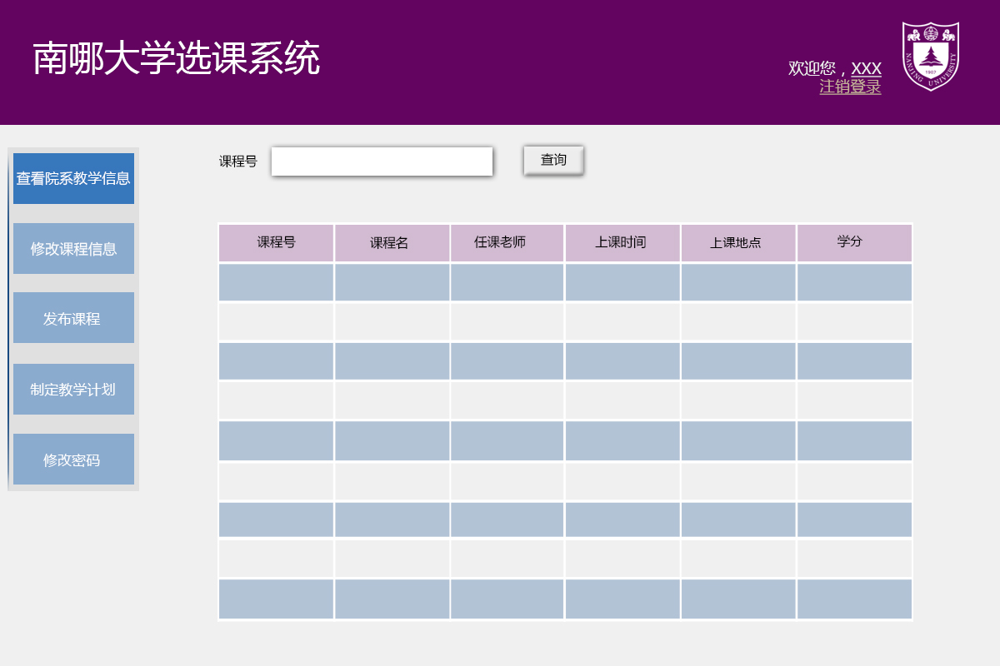 南哪大学选课系统
欢迎您，XXX
注销登录
NANJING UNIVERSITY
1902
查看院系教学信息
修改课程信息
发布课程
制定教学计划
修改密码
课程号
查询
课程号 课程名 任课老师 上课时间 上课地点 学分